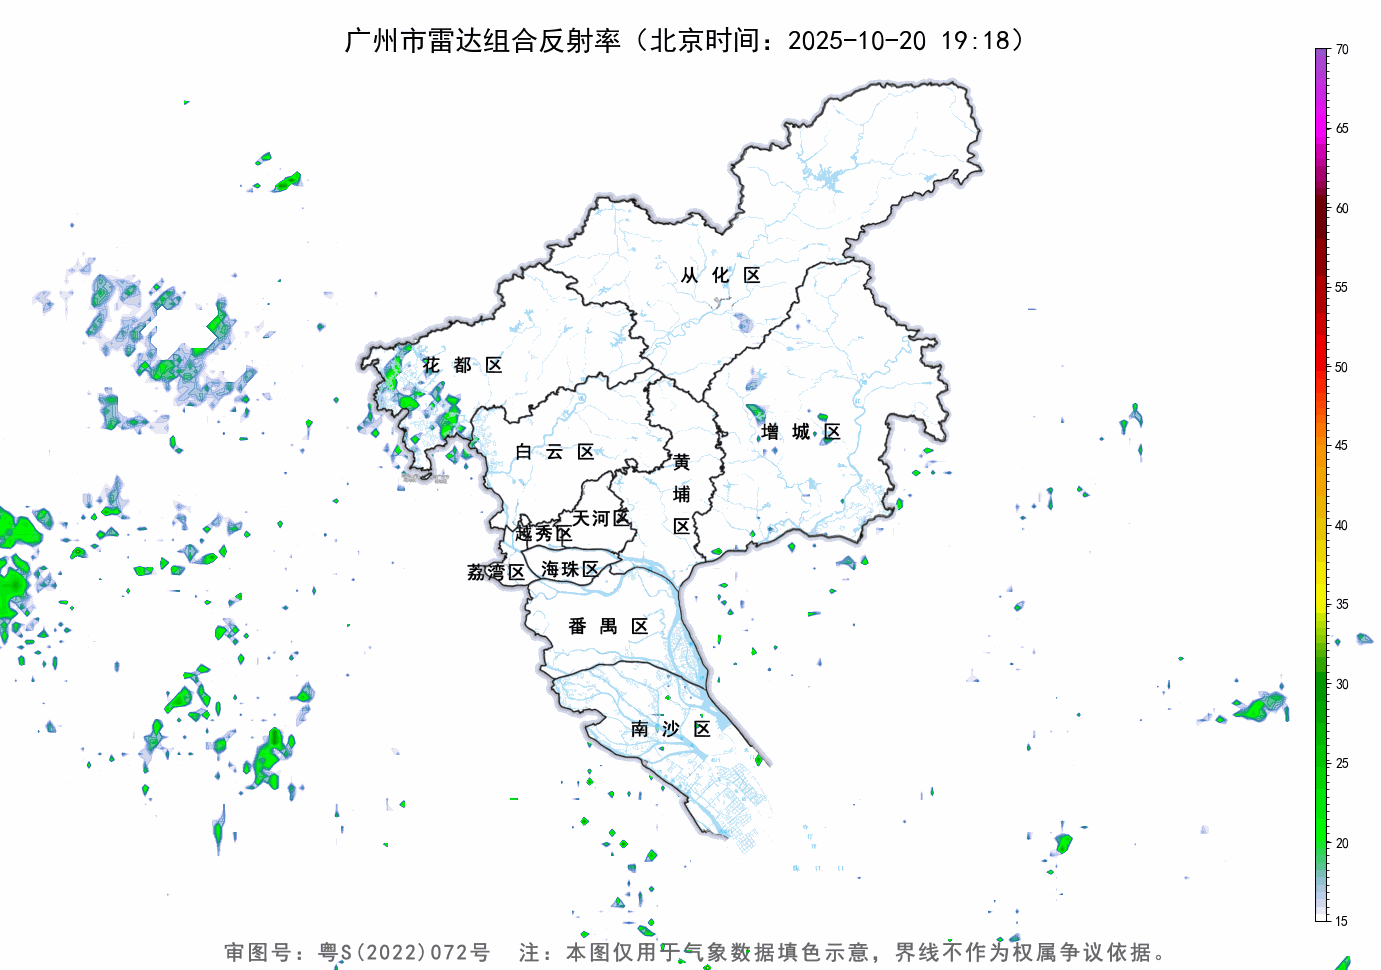 广州市雷达组合反射率（北京时间：2025-10-20 19:18）
70
65
60
55
50
45
40
35
30
25
20
15
从化区
花都区
增城区
白云区
黄埔区
天河区
越秀区
荔湾区
海珠区
番禺区
南沙区
审图号：粤S(2022)072号 注：本图仅用于气象数据填色示意，界线不作为权属争议依据。